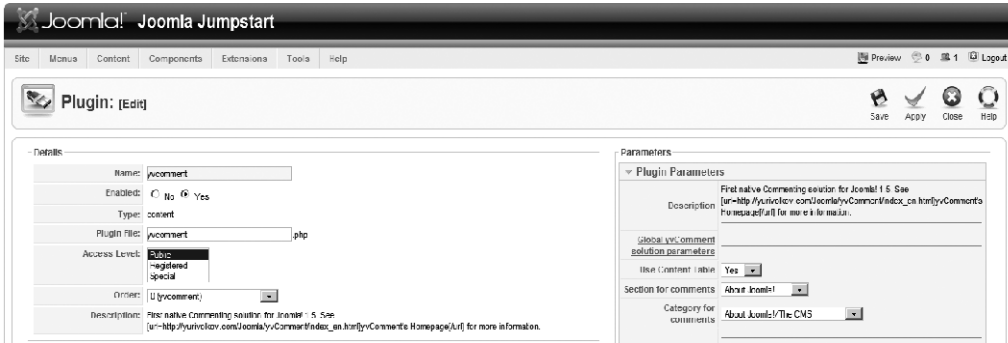 Joomla! Joomla Jumpstart
Site Menus Content Components Extensions Tools Help
Preview 0 1 Logout
Plugin: [Edit]
Save Apply Close Help
Details
Name: yvcomment
Enabled: No Yes
Type: content
Plugin File: yvcomment .php
Access Level: Public
Registered
Special
Order: 0 (yvcomment)
Description: First native Commenting solution for Joomla! 1.5. See
[url=http://yurivolkov.com/Joomla/yvComment/index_en.html]yvComment's Homepage[/url] for more information.
Parameters
Plugin Parameters
Description
First native Commenting solution for Joomla! 1.5. See
[url=http://yurivolkov.com/Joomla/yvComment/index_en.html]yvComment's
Homepage[/url] for more information.
Global yvComment
solution parameters
Use Content Table Yes
Section for comments About Joomla!
Category for
comments
About Joomla!/The CMS